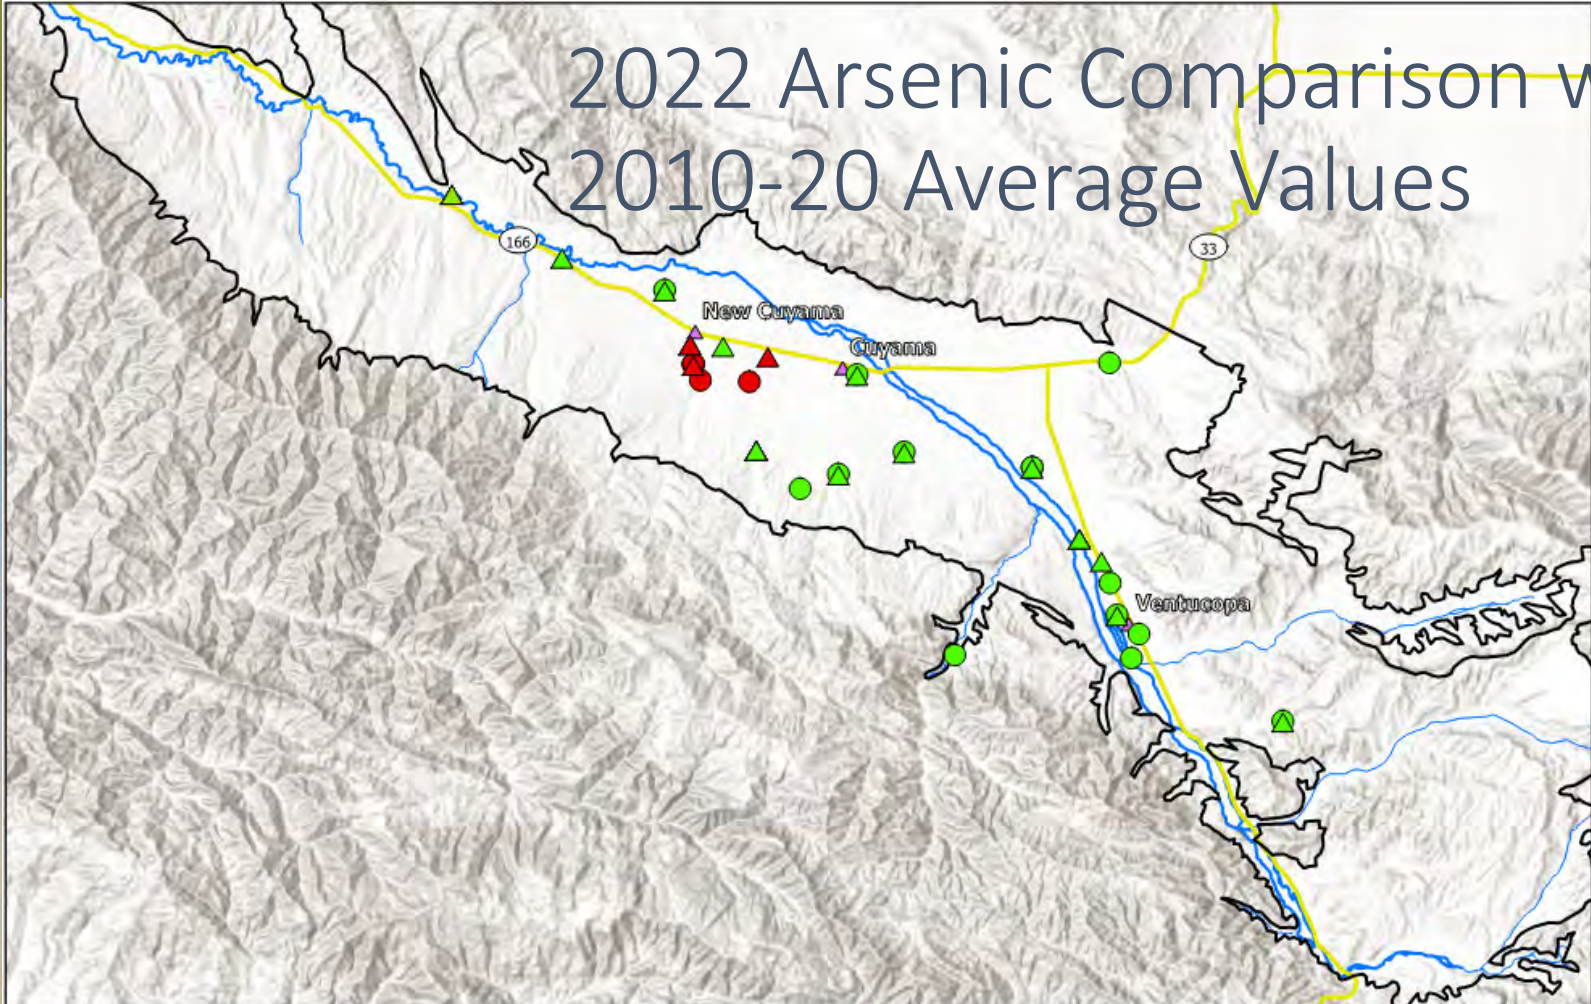 2022 Arsenic Comparison w
2010-20 Average Values
166
33
New Cuyama
Cuyama
Ventucopa